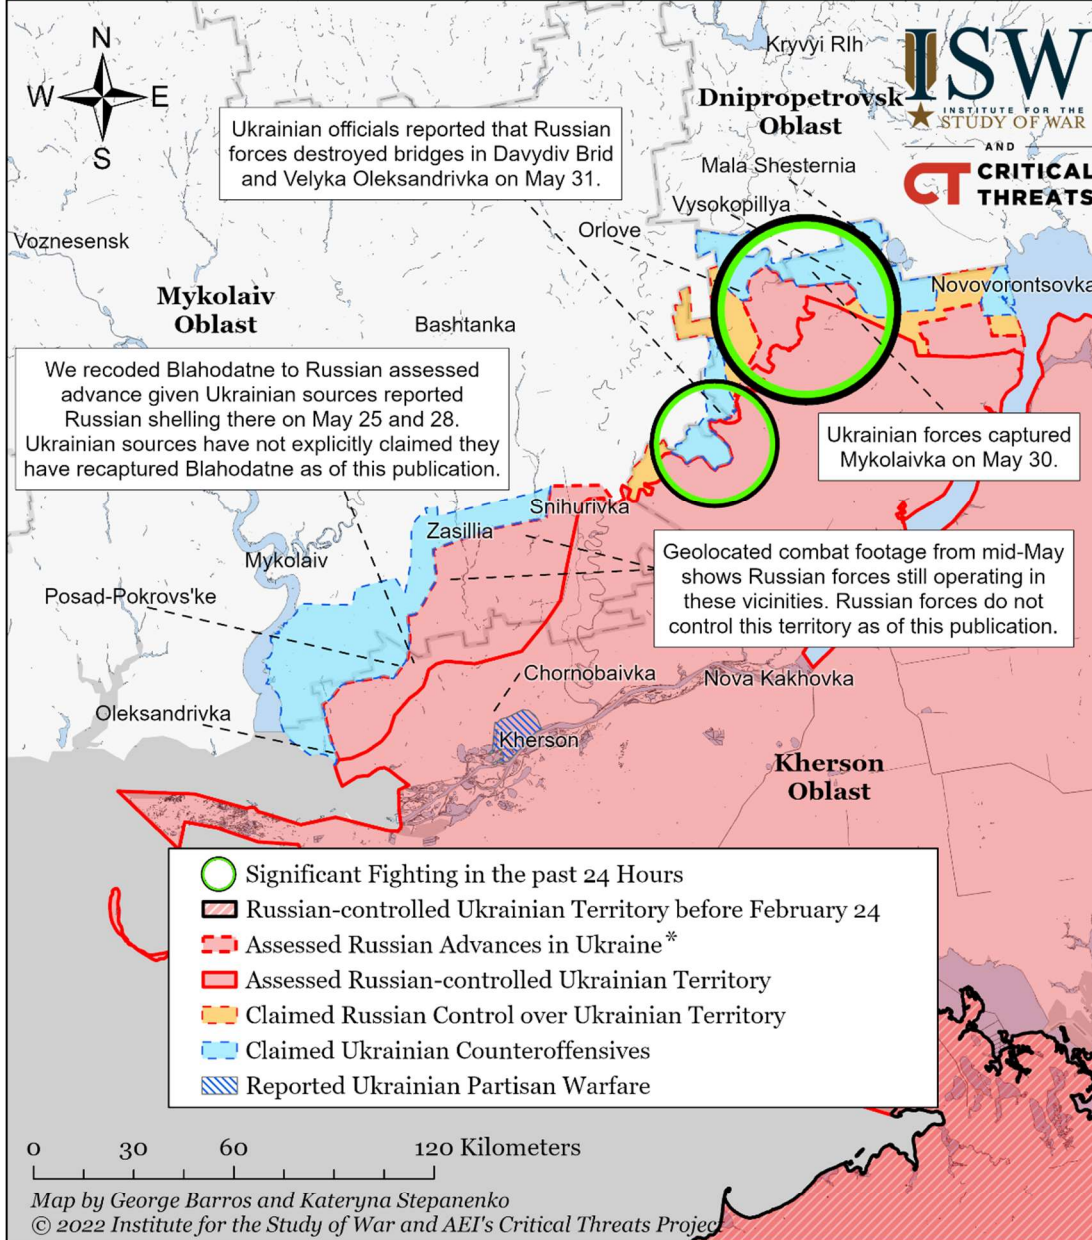 N
W
E
S
Kryvyi RIh
ISW
INSTITUTE FOR THE
STUDY OF WAR
AND
CT CRITICAL
THREATS
Dnipropetrovsk
Oblast
Ukrainian officials reported that Russian
forces destroyed bridges in Davydiv Brid
and Velyka Oleksandrivka on May 31.
Mala Shesternia
Vysokopillya
Orlove
Voznesensk
Mykolaiv
Oblast
Novovorontsovka
Bashtanka
We recoded Blahodatne to Russian assessed
advance given Ukrainian sources reported
Russian shelling there on May 25 and 28.
Ukrainian sources have not explicitly claimed they
have recaptured Blahodatne as of this publication.
Ukrainian forces captured
Mykolaivka on May 30.
Snihurivka
Zasillia
Mykolaiv
Geolocated combat footage from mid-May
shows Russian forces still operating in
these vicinities. Russian forces do not
control this territory as of this publication.
Posad-Pokrovs'ke
Chornobaivka
Nova Kakhovka
Oleksandrivka
Kherson
Kherson
Oblast
Significant Fighting in the past 24 Hours
Russian-controlled Ukrainian Territory before February 24
Assessed Russian Advances in Ukraine*
Assessed Russian-controlled Ukrainian Territory
Claimed Russian Control over Ukrainian Territory
Claimed Ukrainian Counteroffensives
Reported Ukrainian Partisan Warfare
0 30 60 120 Kilometers
Map by George Barros and Kateryna Stepanenko
© 2022 Institute for the Study of War and AEI's Critical Threats Project